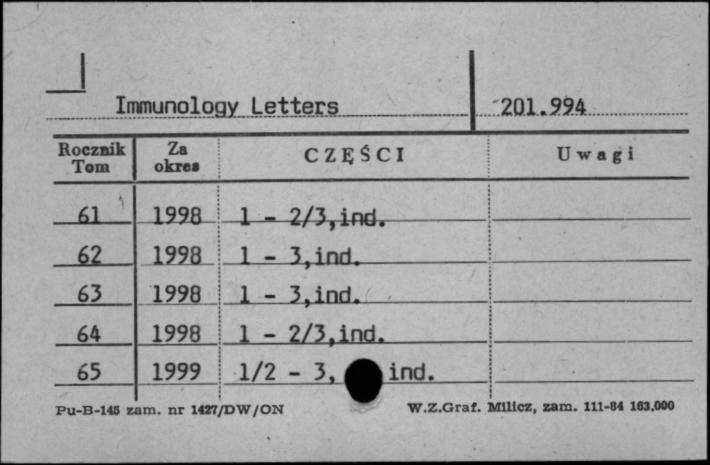 Immunology Letters 201.994
Rocznik Tom Za okres CZĘŚCI Uwagi
61 1998 1 - 2/3,ind.
62 1998 1 - 3,ind.
63 1998 1 - 3,ind.
64 1998 1 - 2/3,ind.
65 1999 1/2 - 3, ind.
Pu-B-145 zam. nr 1427/DW/ON W.Z.Graf. Milicz, zam. 111-84 163.000